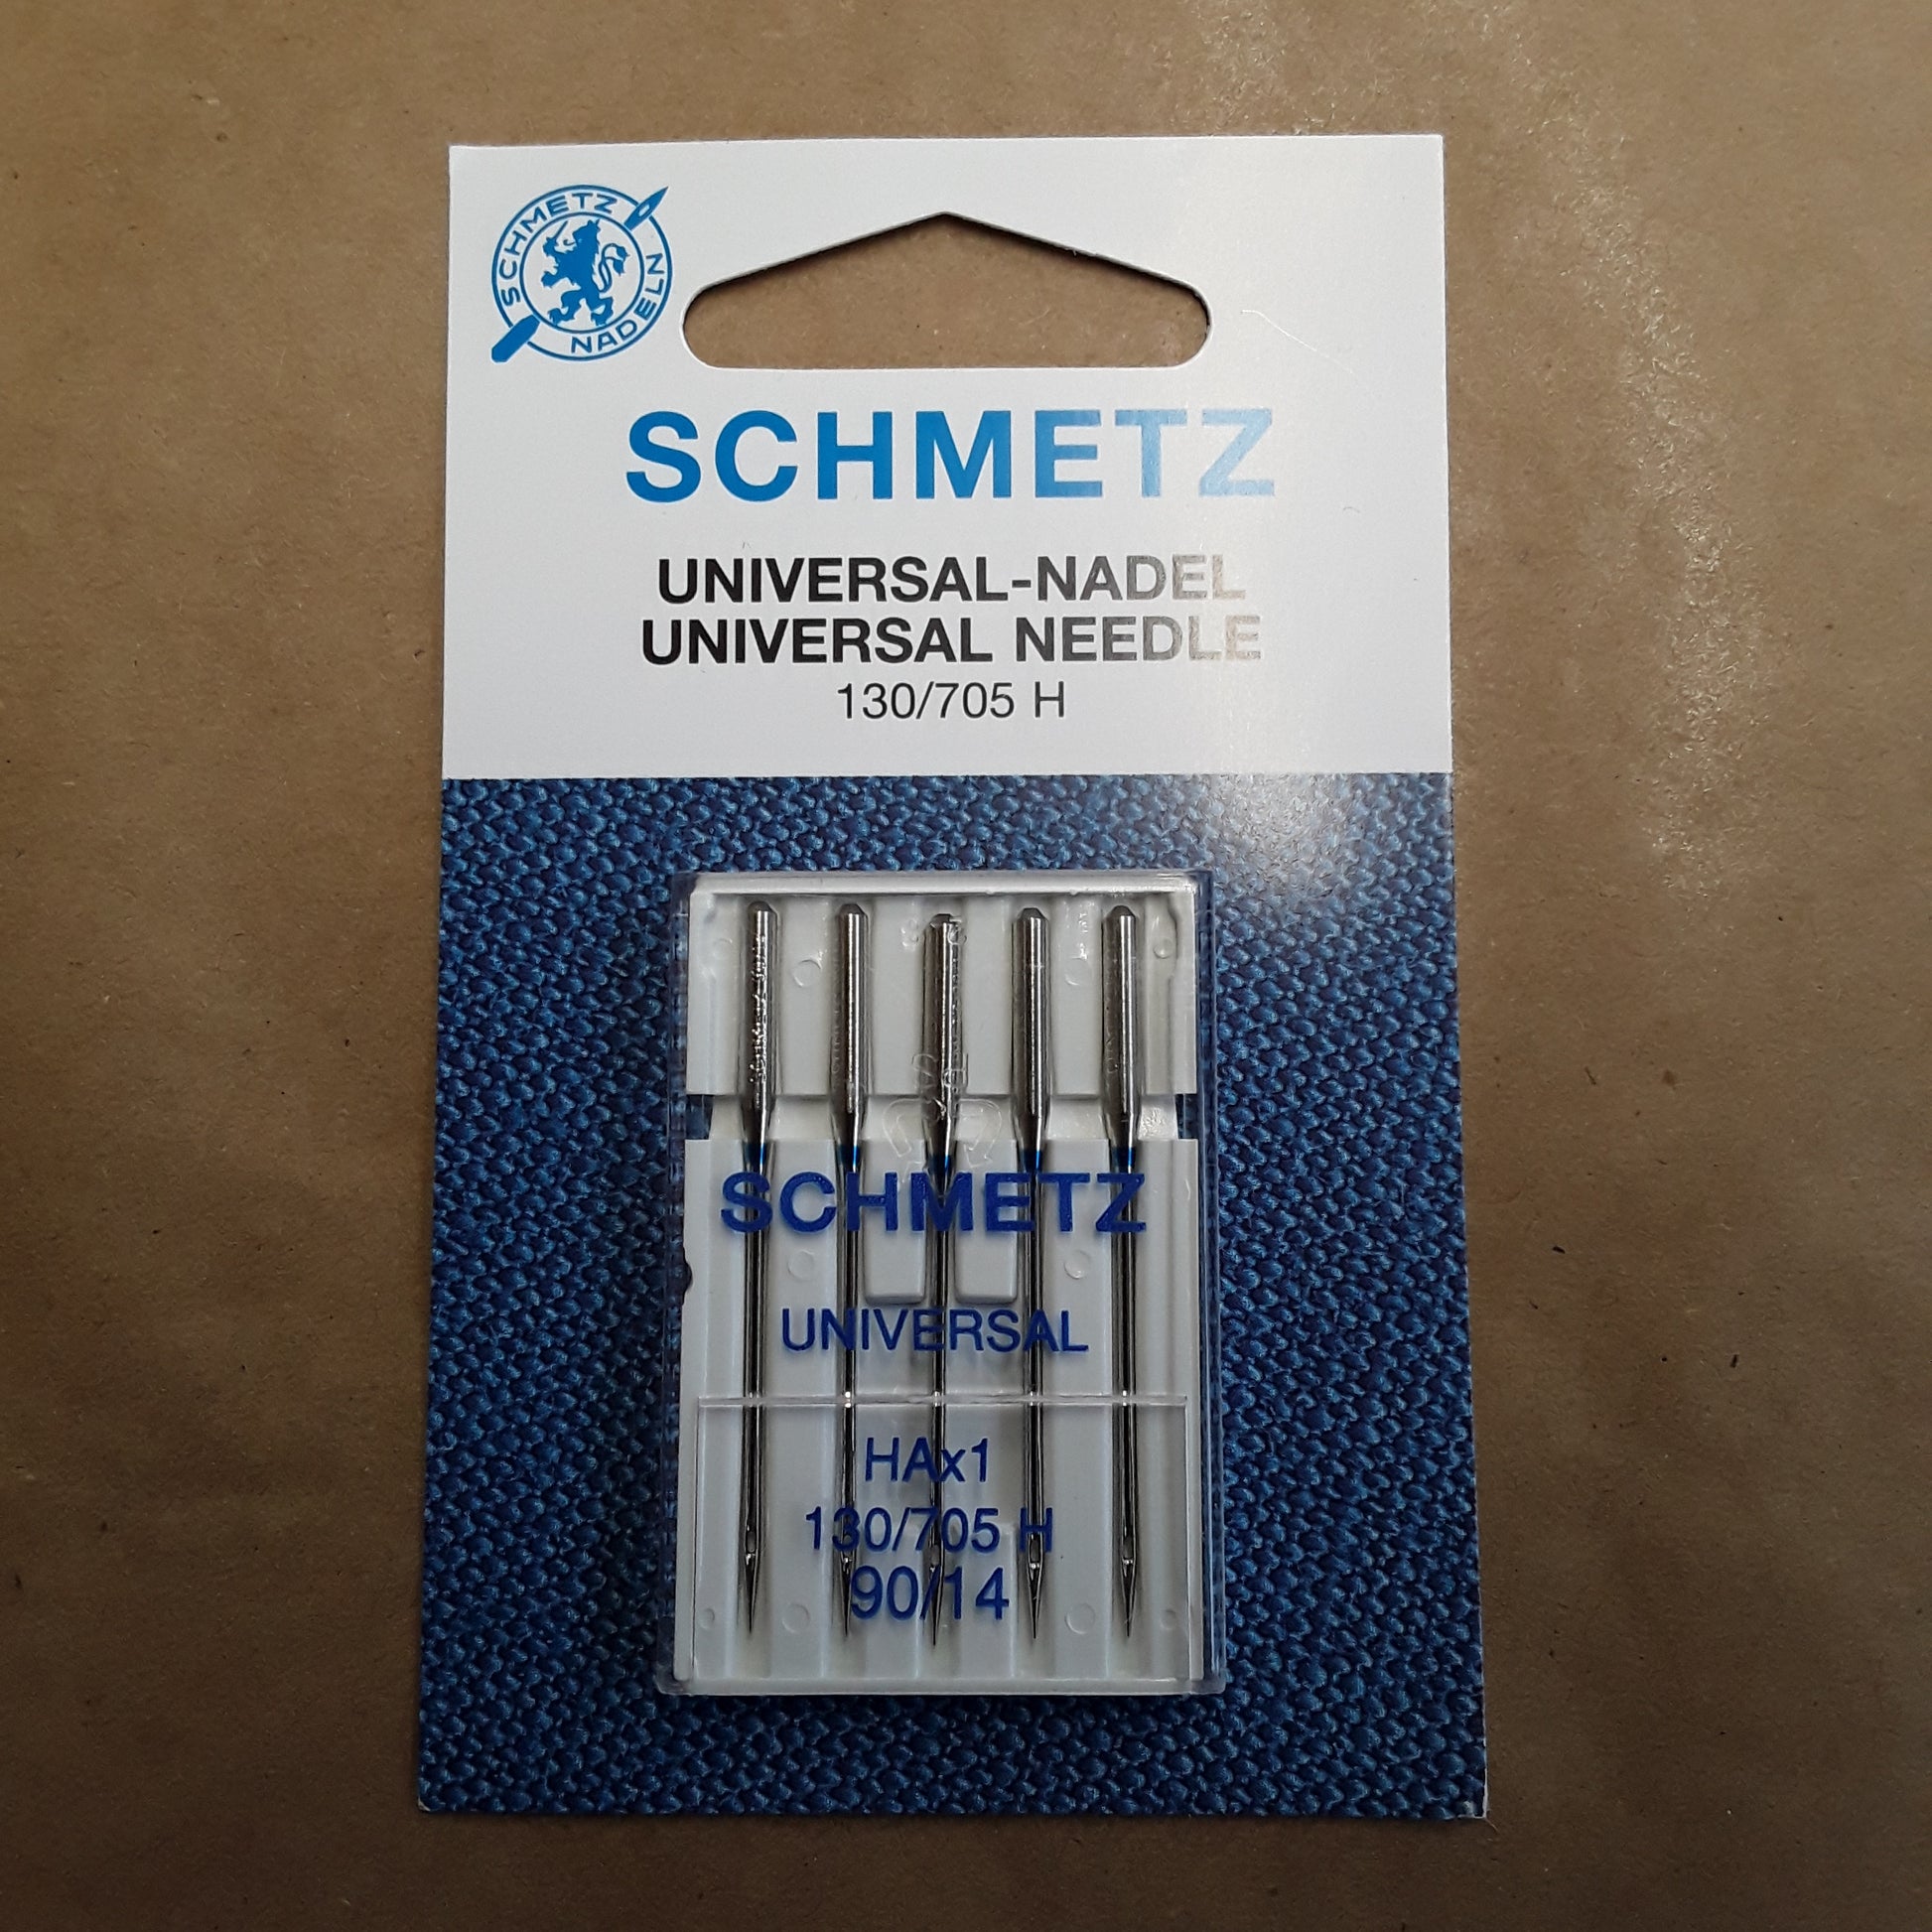 SCHMETZ
NADELN
SCHMETZ
UNIVERSAL-NADEL
UNIVERSAL NEEDLE
130/705 H
SCHMETZ
UNIVERSAL
HAx1
130/705 H
90/14